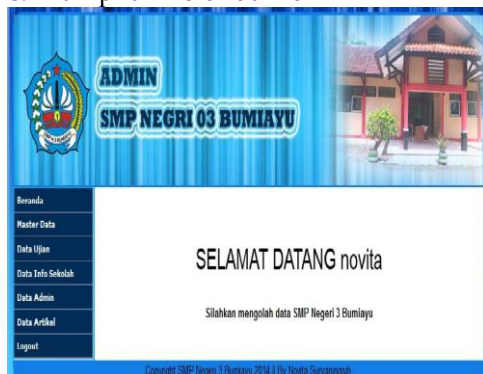 ADMIN
SMP NEGRI 03 BUMIAYU
Beranda
Master Data
Data Ujian
Data Info Sekolah
Data Admin
Data Artikel
Logout
SELAMAT DATANG novita
Silahkan mengolah data SMP Negeri 3 Bumiayu
Copyright SMP Negeri 3 Bumiayu 2014 || By Novita Suryaningsih